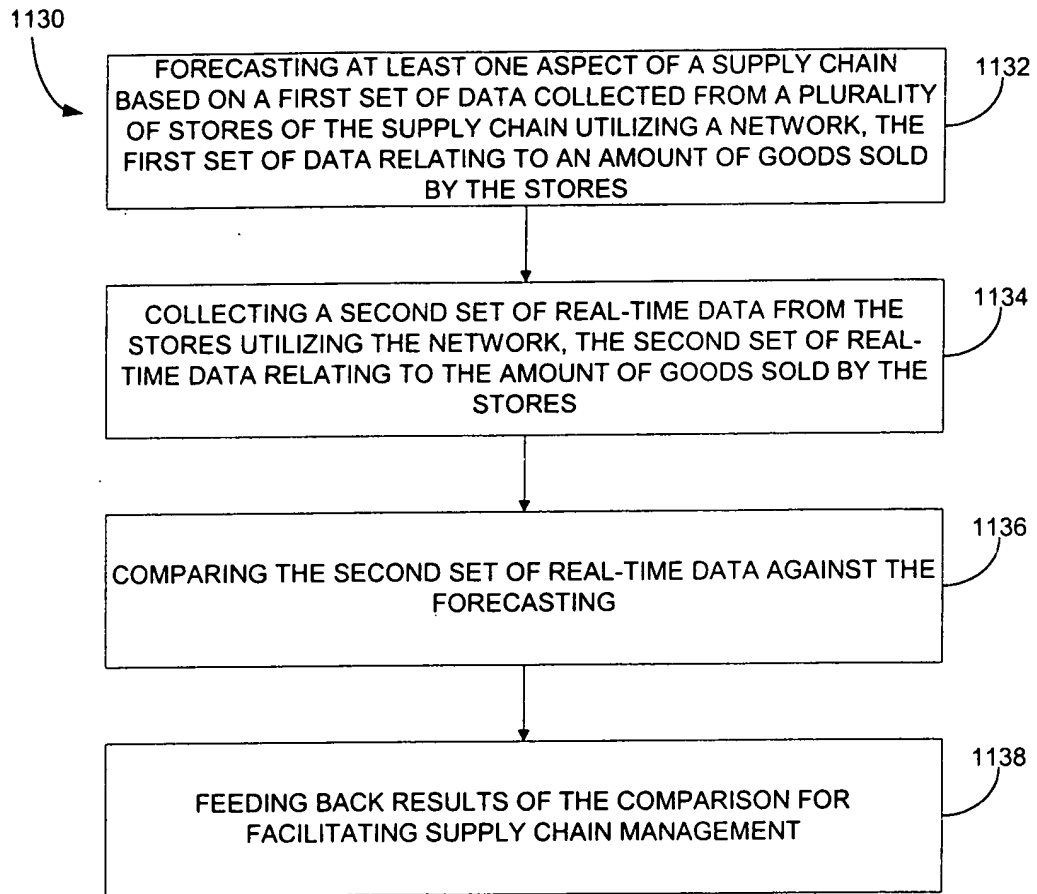 1130
FORECASTING AT LEAST ONE ASPECT OF A SUPPLY CHAIN
BASED ON A FIRST SET OF DATA COLLECTED FROM A PLURALITY
OF STORES OF THE SUPPLY CHAIN UTILIZING A NETWORK, THE
FIRST SET OF DATA RELATING TO AN AMOUNT OF GOODS SOLD
BY THE STORES
1132
COLLECTING A SECOND SET OF REAL-TIME DATA FROM THE
STORES UTILIZING THE NETWORK, THE SECOND SET OF REAL-
TIME DATA RELATING TO THE AMOUNT OF GOODS SOLD BY THE
STORES
1134
COMPARING THE SECOND SET OF REAL-TIME DATA AGAINST THE
FORECASTING
1136
FEEDING BACK RESULTS OF THE COMPARISON FOR
FACILITATING SUPPLY CHAIN MANAGEMENT
1138